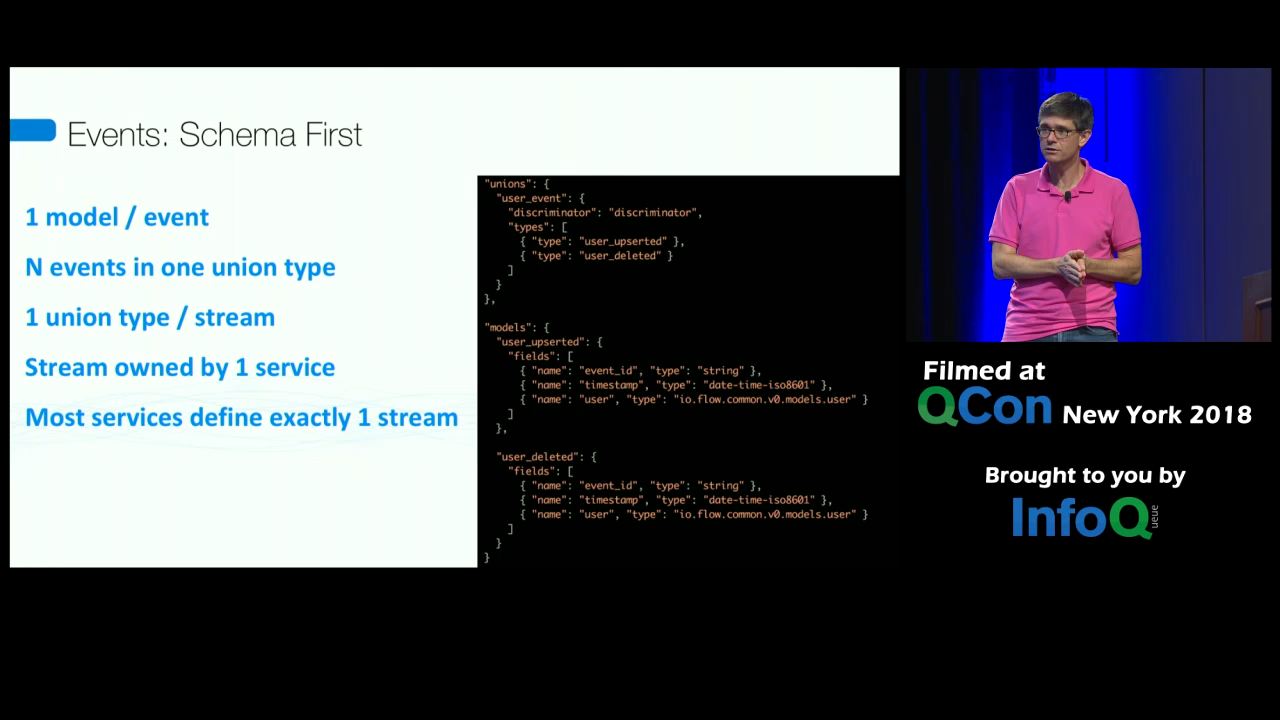 Events: Schema First
1 model / event
N events in one union type
1 union type / stream
Stream owned by 1 service
Most services define exactly 1 stream
"unions": {
"user_event": {
"discriminator": "discriminator",
"types": [
{ "type": "user_upserted" },
{ "type": "user_deleted" }
]
}
},
"models": {
"user_upserted": {
"fields": [
{ "name": "event_id", "type": "string" },
{ "name": "timestamp", "type": "date-time-iso8601" },
{ "name": "user", "type": "io.flow.common.v0.models.user" }
]
},
"user_deleted": {
"fields": [
{ "name": "event_id", "type": "string" },
{ "name": "timestamp", "type": "date-time-iso8601" },
{ "name": "user", "type": "io.flow.common.v0.models.user" }
]
}
}
Filmed at
QCon New York 2018
Brought to you by
InfoQueue